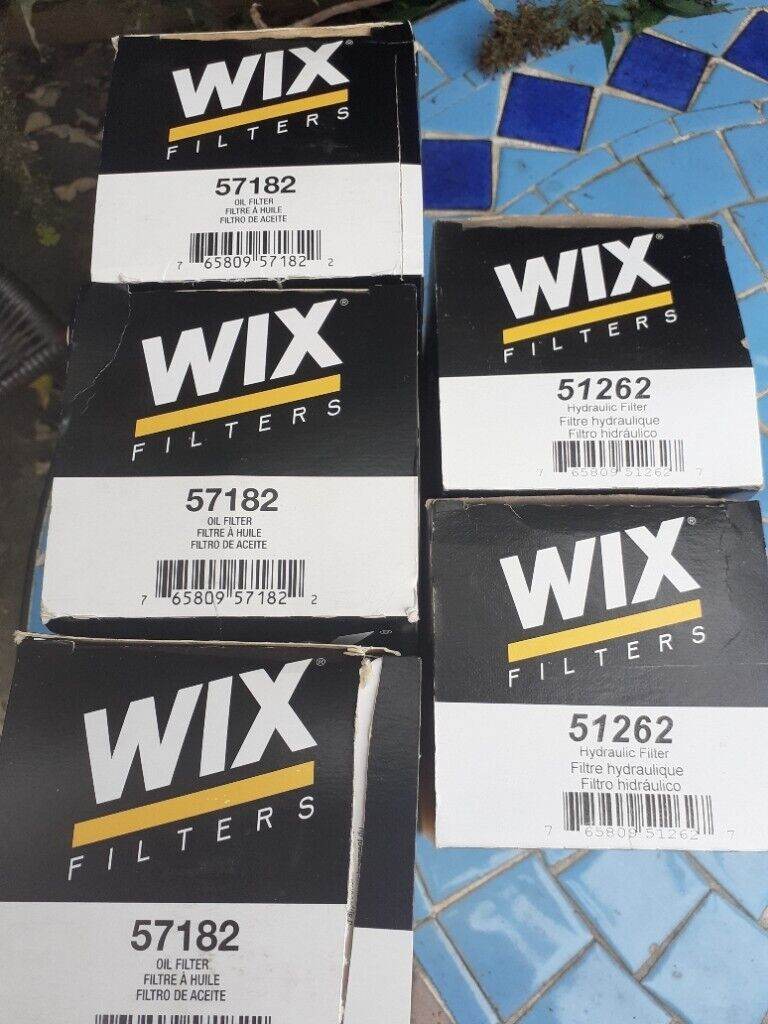 WIX®
FILTERS
57182
OIL FILTER
FILTRE À HUILE
FILTRO DE ACEITE
7 65809 57182 2
WIX®
FILTERS
57182
OIL FILTER
FILTRE À HUILE
FILTRO DE ACEITE
7 65809 57182 2
WIX®
FILTERS
57182
OIL FILTER
FILTRE À HUILE
FILTRO DE ACEITE
WIX®
FILTERS
51262
Hydraulic Filter
Filtre hydraulique
Filtro hidráulico
7 65809 51262 7
WIX®
FILTERS
51262
Hydraulic Filter
Filtre hydraulique
Filtro hidráulico
7 65809 51262 7